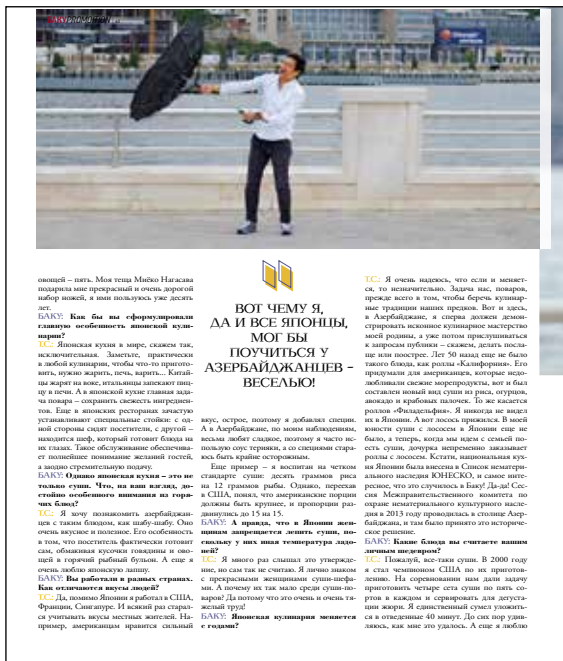 БAKУPROMOTION
овощей – пять. Моя теща Миёко Нагасава
подарила мне прекрасный и очень дорогой
набор ножей, я ими пользуюсь уже десять
лет.
БАКУ: Как бы вы сформулировали
главную особенность японской кули-
нарии?
Т.С.: Японская кухня в мире, скажем так,
исключительная. Заметьте, практически
в любой кухне, чтобы что-то пригото-
вить, нужно жарить, печь, варить... Китай-
цы жарят на воке, итальянцы запекают пиц-
цу в печи. А в японской кухне главная зада-
ча повара – сохранить свежесть ингредиен-
тов. Еще в японских ресторанах зачастую
устанавливают специальные стойки: с од-
ной стороны сидят посетители, с другой –
находится шеф, который готовит блюда на
их глазах. Такое обслуживание обеспечива-
ет полнейшее понимание желаний гостей,
а заодно стремительную подачу.
БАКУ: Однако японская кухня – это не
только суши. Что, на ваш взгляд, до-
стойно особенного внимания из горя-
чих блюд?
Т.С.: Я хочу познакомить азербайджан-
цев с таким блюдом, как шабу-шабу. Оно
очень вкусное и полезное. Его особенность
в том, что посетитель фактически готовит
сам, обмакивая кусочки говядины и ово-
щей в горячий рыбный бульон. А еще я
очень люблю японскую лапшу.
БАКУ: Вы работали в разных странах.
Как отличаются вкусы людей?
Т.С.: Да, помимо Японии я работал в США,
Франции, Сингапуре. И всякий раз старал-
ся учитывать вкусы местных жителей. На-
пример, американцам нравится сильный
ВОТ ЧЕМУ Я,
ДА И ВСЕ ЯПОНЦЫ,
МОГ БЫ
ПОУЧИТЬСЯ У
АЗЕРБАЙДЖАНЦЕВ –
ВЕСЕЛЬЮ!
вкус, острое, поэтому я добавлял специи.
А в Азербайджане, по моим наблюдениям,
весьма любят сладкое, поэтому я часто ис-
пользую соус терияки, а со специями стара-
юсь быть крайне осторожным.
Еще пример – я воспитан на четком
стандарте суши: десять граммов риса
на 12 граммов рыбы. Однако, переехав
в США, понял, что американские порции
должны быть крупнее, и пропорции раз-
двинулись до 15 на 15.
БАКУ: А правда, что в Японии жен-
щинам запрещается лепить суши, по-
скольку у них иная температура ладо-
ней?
Т.С.: Я много раз слышал это утвержде-
ние, но сам так не считаю. Я лично знаком
с прекрасными женщинами суши-шефа-
ми. А почему их так мало среди суши-по-
варов? Да потому что это очень и очень тя-
желый труд!
БАКУ: Японская кулинария меняется
с годами?
Т.С.: Я очень надеюсь, что если и меняет-
ся, то незначительно. Задача нас, поваров,
прежде всего в том, чтобы беречь кулинар-
ные традиции наших предков. Вот и здесь,
в Азербайджане, я сперва должен демон-
стрировать исконное кулинарное мастерство
моей родины, а уже потом прислушиваться
к запросам публики – скажем, делать посла-
ще или поострее. Лет 50 назад еще не было
такого блюда, как роллы «Калифорния». Его
придумали для американцев, которые недо-
любливали свежие морепродукты, вот и был
составлен новый вид суши из риса, огурцов,
авокадо и крабовых палочек. То же касается
роллов «Филадельфия». Я никогда не видел
их в Японии. А вот лосось прижился. В моей
юности суши с лососем в Японии еще не
было, а теперь, когда мы идем с семьей по-
есть суши, дочурка непременно заказывает
роллы с лососем. Кстати, национальная кух-
ня Японии была внесена в Список нематери-
ального наследия ЮНЕСКО, и самое инте-
ресное, что это случилось в Баку! Да-да! Сес-
сия Межправительственного комитета по
охране нематериального культурного насле-
дия в 2013 году проводилась в столице Азер-
байджана, и там было принято это историче-
ское решение.
БАКУ: Какие блюда вы считаете вашим
личным шедевром?
Т.С.: Пожалуй, все-таки суши. В 2000 году
я стал чемпионом США по их приготов-
лению. На соревновании нам дали задачу
приготовить четыре сета суши по пять со-
ртов в каждом и сервировать для дегуста-
ции жюри. Я единственный сумел уложить-
ся в отведенные 40 минут. До сих пор удив-
ляюсь, как мне это удалось. А еще я люблю